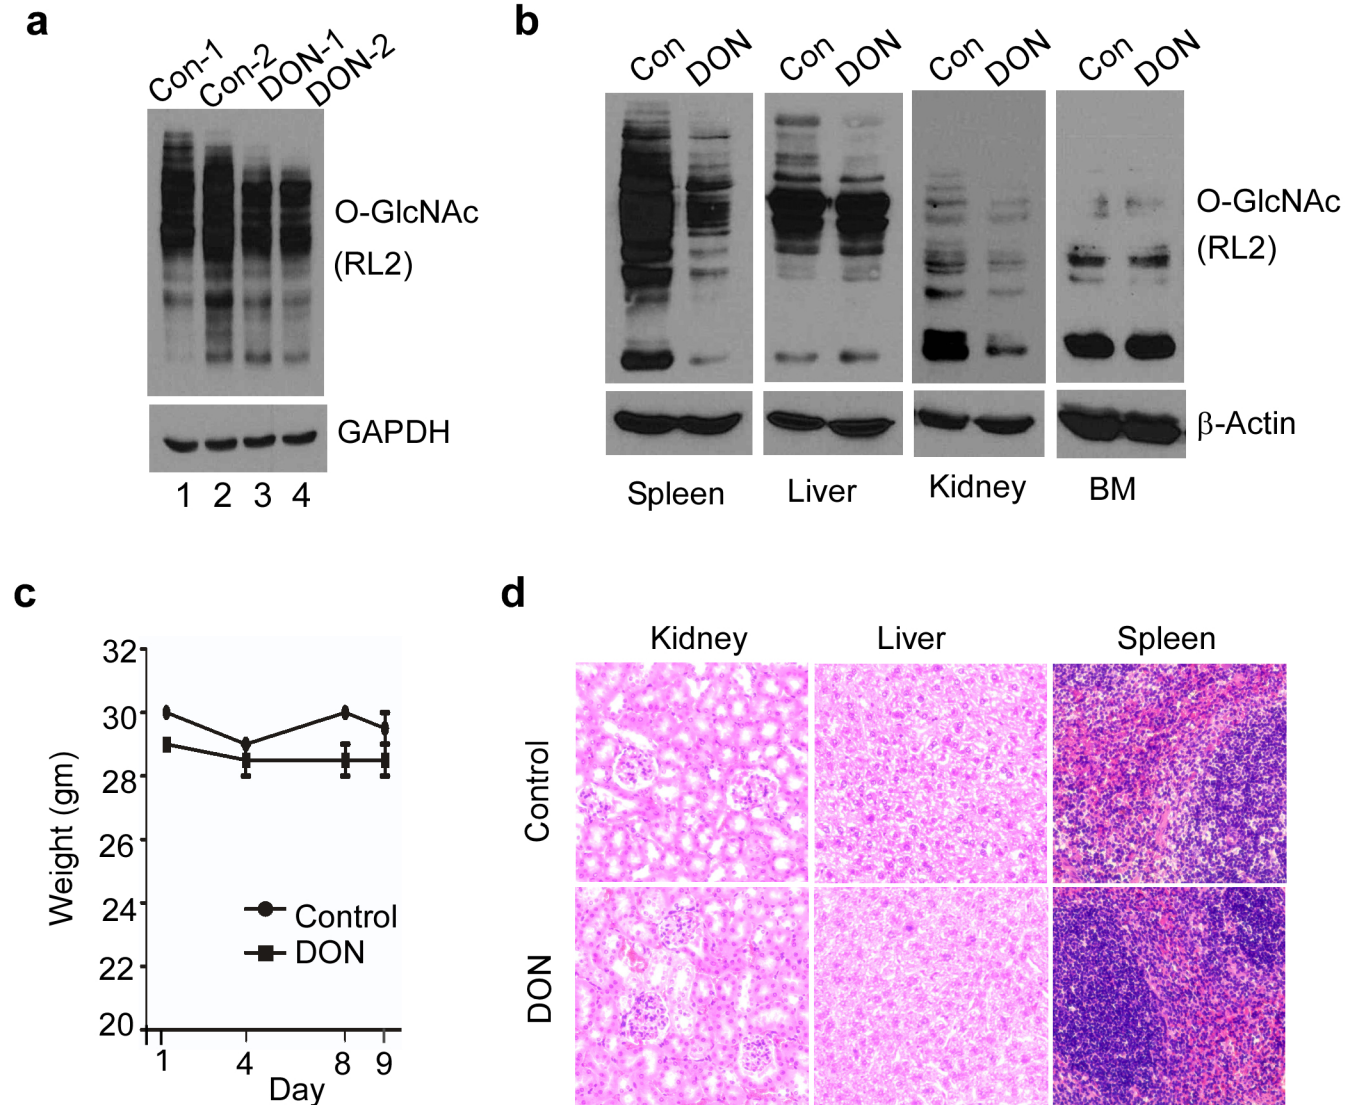 a
Con-1
Con-2
DON-1
DON-2
O-GlcNAc
(RL2)
GAPDH
1 2 3 4
b
Con DON Con DON Con DON Con DON
O-GlcNAc
(RL2)
β-Actin
Spleen Liver Kidney BM
c
32
30
28
26
24
22
20
Weight (gm)
Control
DON
1 4 8 9
Day
d
Kidney Liver Spleen
Control
DON